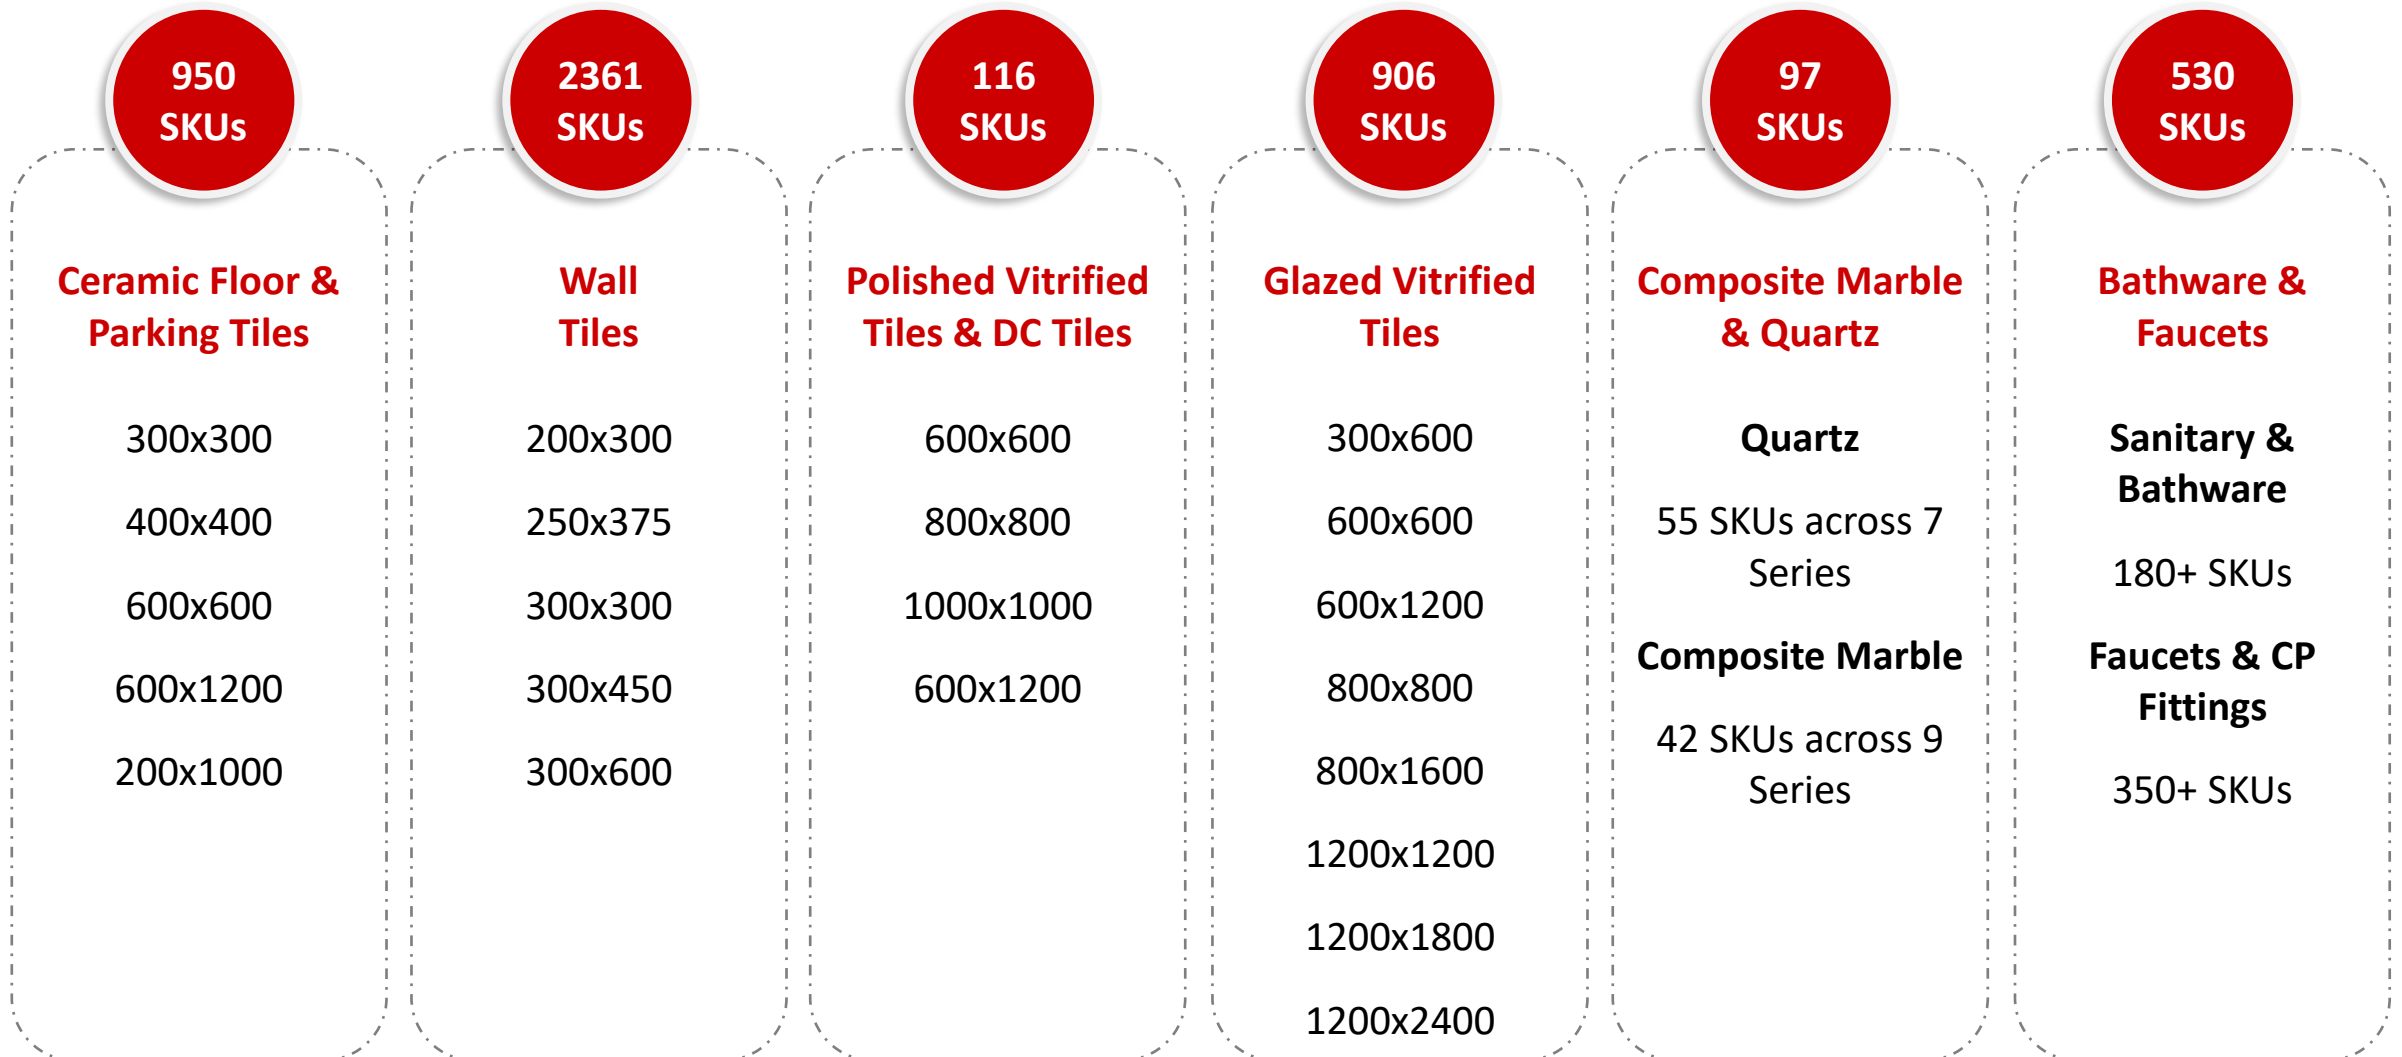 950
SKUs
Ceramic Floor &
Parking Tiles
300x300
400x400
600x600
600x1200
200x1000
2361
SKUs
Wall
Tiles
200x300
250x375
300x300
300x450
300x600
116
SKUs
Polished Vitrified
Tiles & DC Tiles
600x600
800x800
1000x1000
600x1200
906
SKUs
Glazed Vitrified
Tiles
300x600
600x600
600x1200
800x800
800x1600
1200x1200
1200x1800
1200x2400
97
SKUs
Composite Marble
& Quartz
Quartz
55 SKUs across 7
Series
Composite Marble
42 SKUs across 9
Series
530
SKUs
Bathware &
Faucets
Sanitary &
Bathware
180+ SKUs
Faucets & CP
Fittings
350+ SKUs